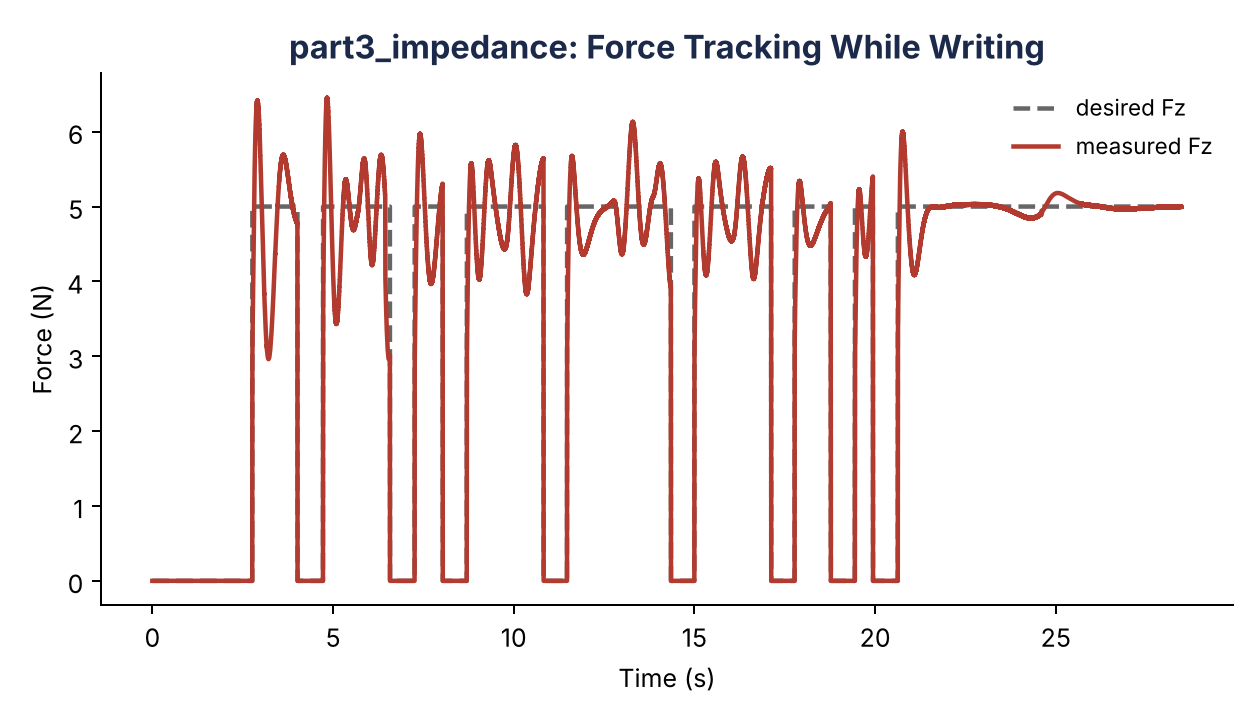 part3_impedance: Force Tracking While Writing
desired Fz
measured Fz
6
5
4
3
2
1
0
Force (N)
0 5 10 15 20 25
Time (s)